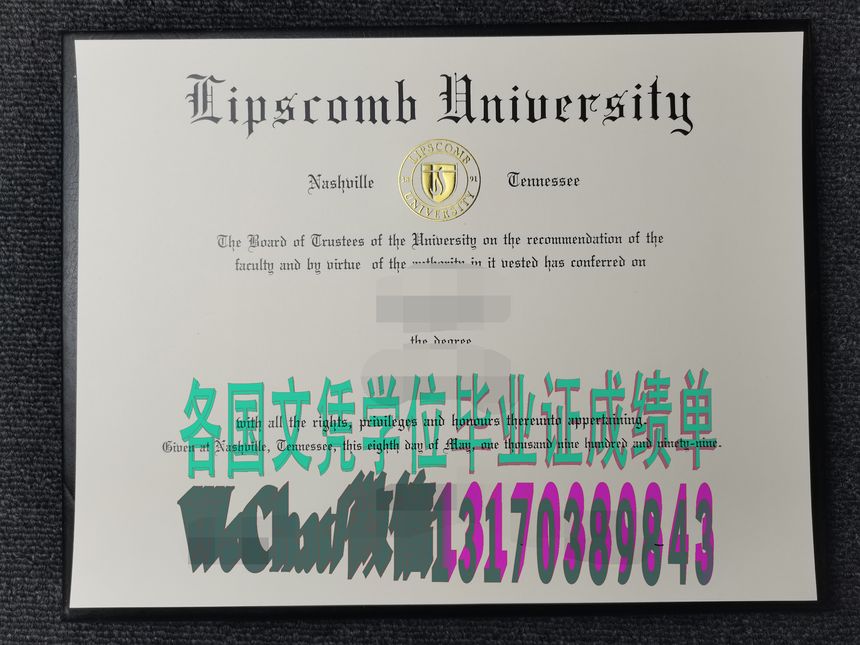 Lipscomb University
LIPSCOMB
Nashville
18
91
Tennessee
UNIVERSITY
The Board of Trustees of the University on the recommendation of the
faculty and by virtue of the authority in it vested has conferred on
the degree
各国文凭学位毕业证成绩单
with all the rights, privileges and honours thereunto appertaining.
Given at Nashville, Tennessee, this eighth day of May, one thousand nine hundred and ninety-nine.
WeChat/微信13170389843